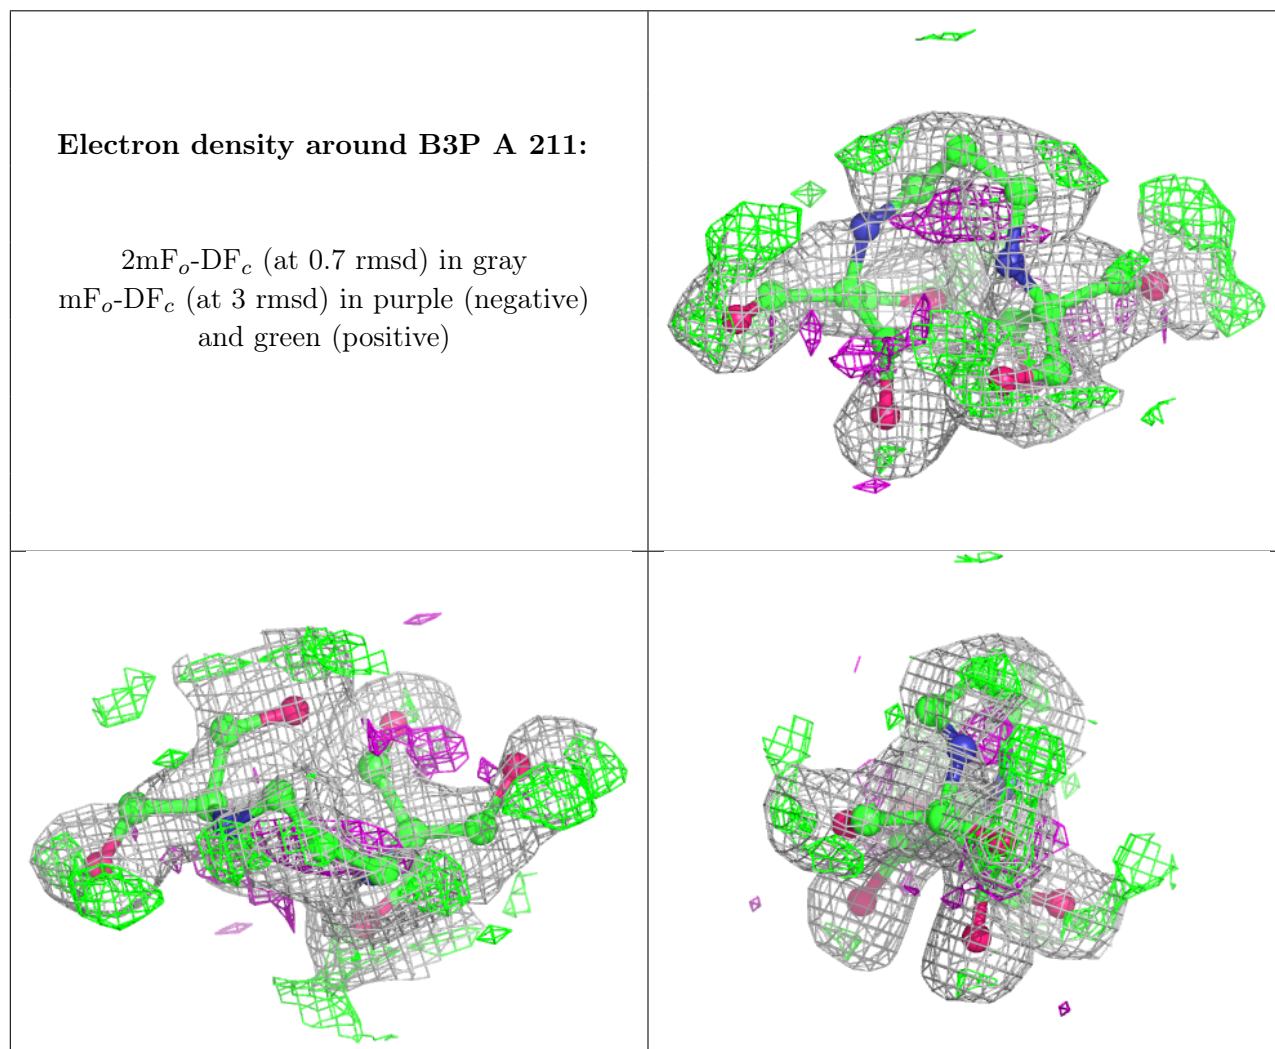 Electron density around B3P A 211:
2mFo-DFc (at 0.7 rmsd) in gray
mFo-DFc (at 3 rmsd) in purple (negative)
and green (positive)